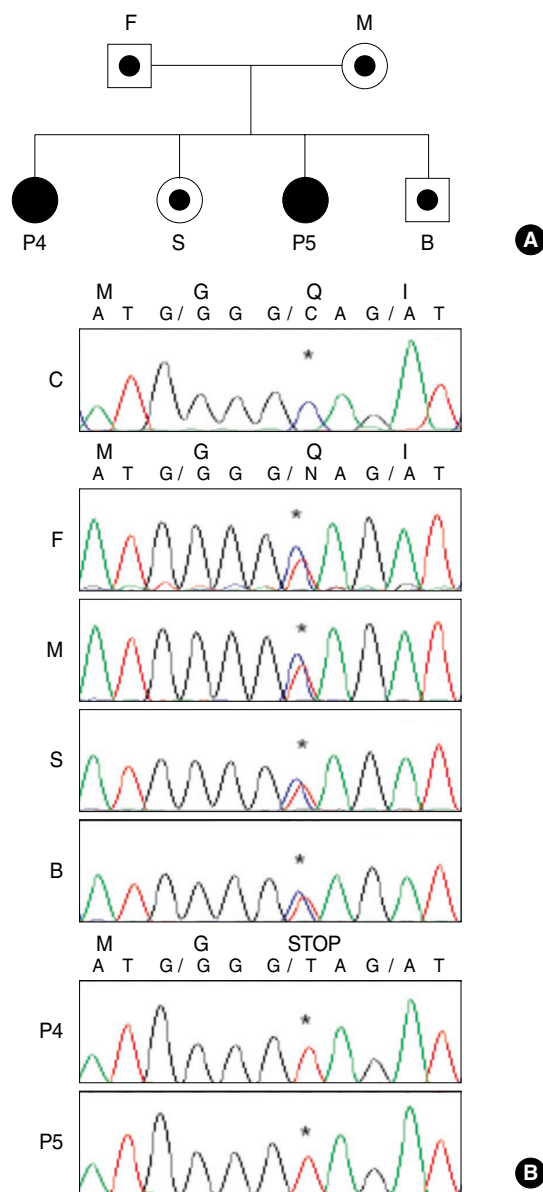 F M
P4 S P5 B
A
M G Q I
A T G / G G G / C A G / A T
*
C
M G Q I
A T G / G G G / N A G / A T
*
F
*
M
*
S
*
B
M G STOP
A T G / G G G / T A G / A T
*
P4
*
P5
B